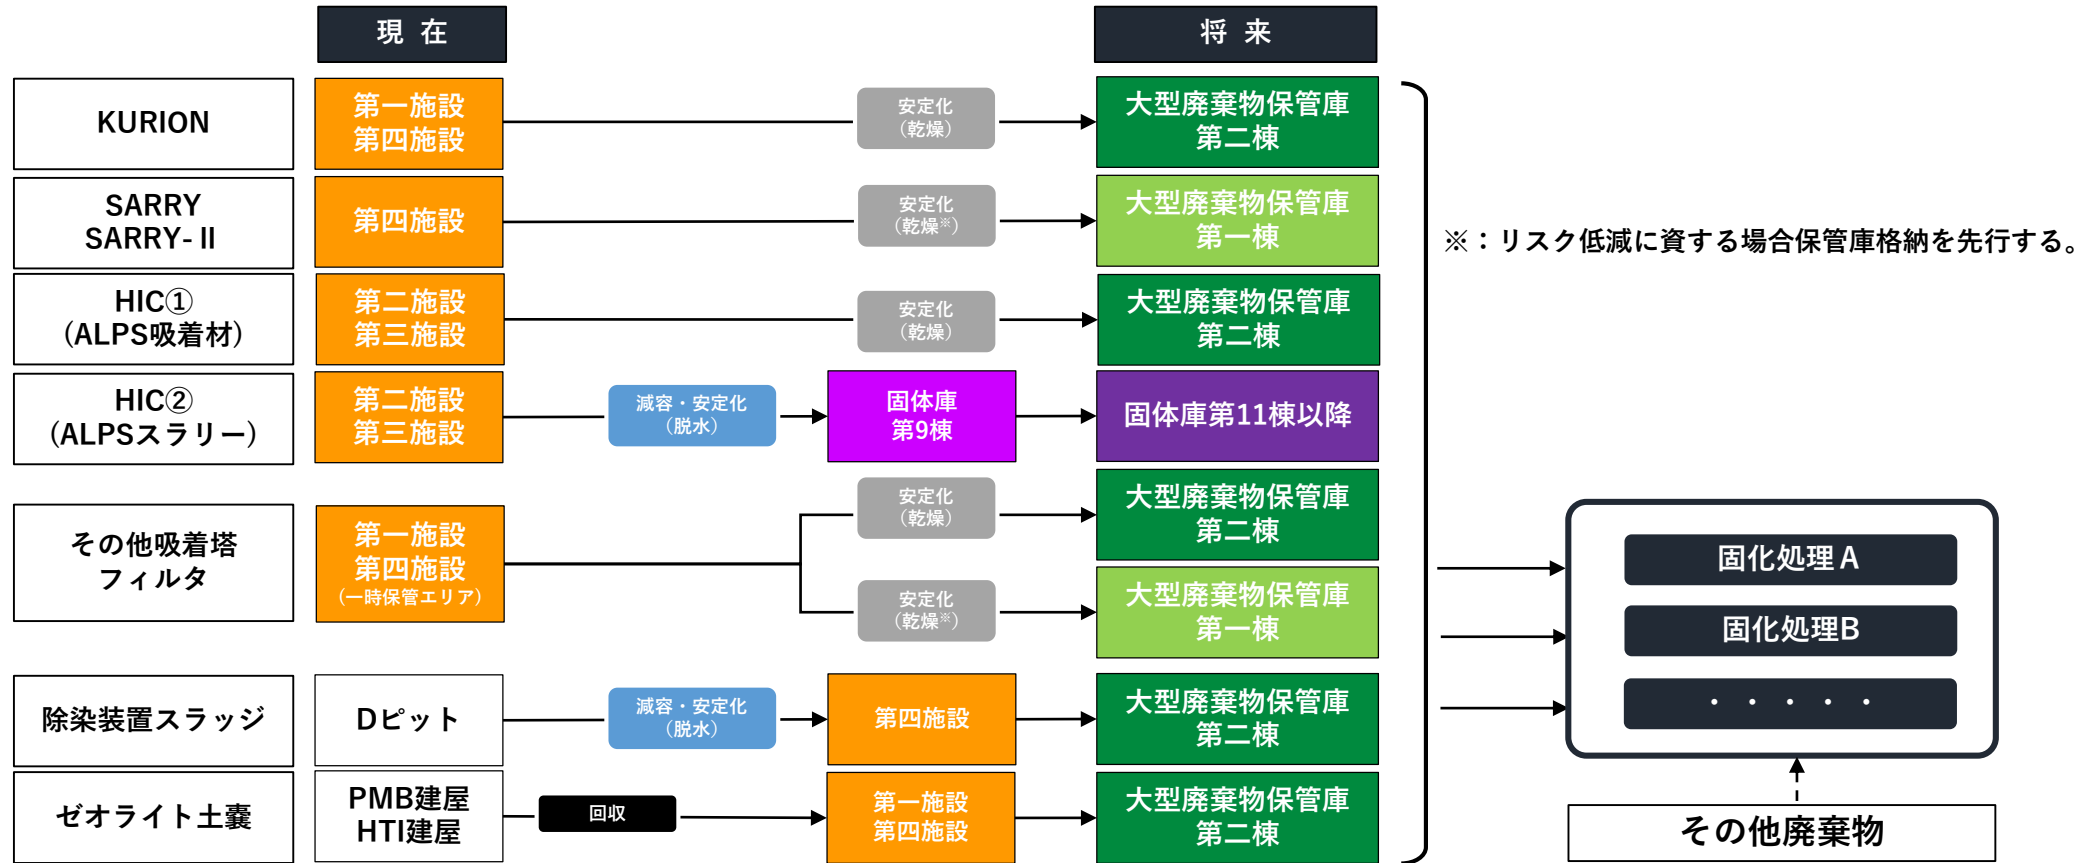 現 在
将 来
KURION
第一施設
第四施設
安定化
（乾燥）
大型廃棄物保管庫
第二棟
SARRY
SARRY-Ⅱ
第四施設
安定化
（乾燥※）
大型廃棄物保管庫
第一棟
※：リスク低減に資する場合保管庫格納を先行する。
HIC①
（ALPS吸着材）
第二施設
第三施設
安定化
（乾燥）
大型廃棄物保管庫
第二棟
HIC②
（ALPSスラリー）
第二施設
第三施設
減容・安定化
（脱水）
固体庫
第9棟
固体庫第11棟以降
その他吸着塔
フィルタ
第一施設
第四施設
（一時保管エリア）
安定化
（乾燥）
大型廃棄物保管庫
第二棟
安定化
（乾燥※）
大型廃棄物保管庫
第一棟
除染装置スラッジ
Dピット
減容・安定化
（脱水）
第四施設
大型廃棄物保管庫
第二棟
ゼオライト土嚢
PMB建屋
HTI建屋
回収
第一施設
第四施設
大型廃棄物保管庫
第二棟
固化処理A
固化処理B
・・・・・
その他廃棄物